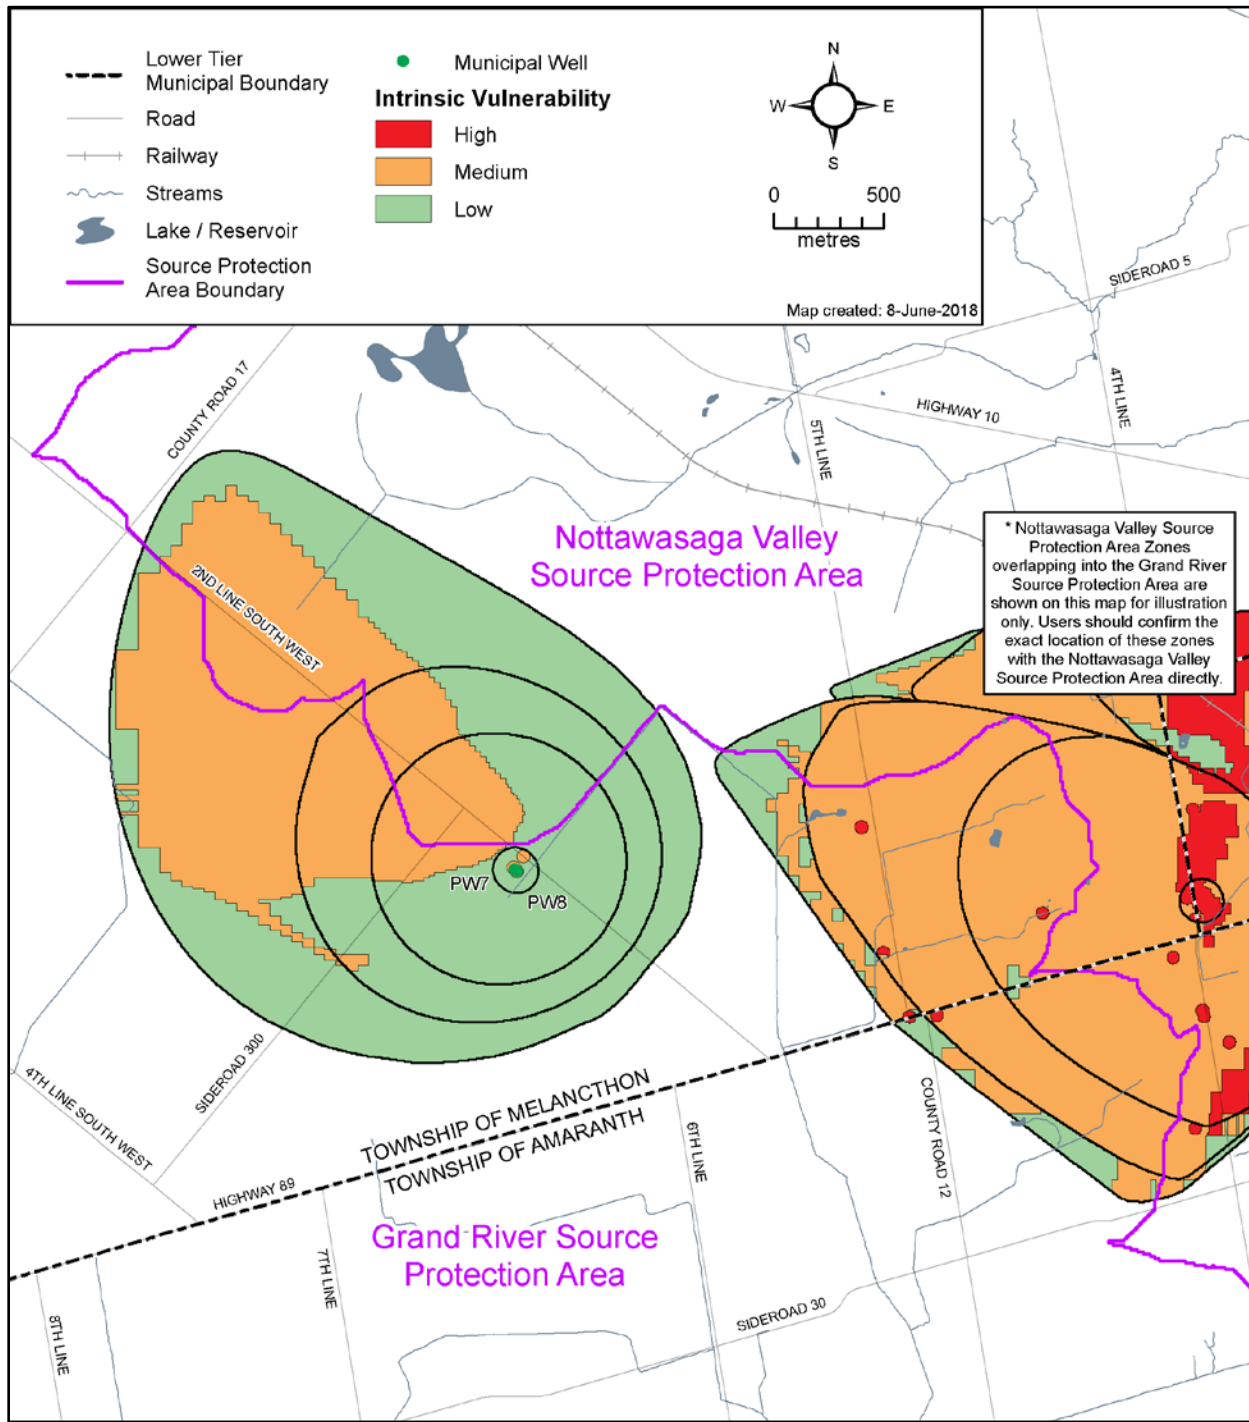 Lower Tier
Municipal Boundary
Road
Railway
Streams
Lake / Reservoir
Source Protection
Area Boundary
Municipal Well
Intrinsic Vulnerability
High
Medium
Low
N
W
E
S
0
500
metres
Map created: 8-June-2018
SIDEROAD 5
COUNTY ROAD 17
HIGHWAY 10
4TH LINE
5TH LINE
Nottawasaga Valley
Source Protection Area
* Nottawasaga Valley Source
Protection Area Zones
overlapping into the Grand River
Source Protection Area are
shown on this map for illustration
only. Users should confirm the
exact location of these zones
with the Nottawasaga Valley
Source Protection Area directly.
2ND LINE SOUTH WEST
PW7
PW8
SIDEROAD 300
4TH LINE SOUTH WEST
TOWNSHIP OF MELANCTHON
TOWNSHIP OF AMARANTH
6TH LINE
COUNTY ROAD 12
HIGHWAY 89
Grand River Source
Protection Area
7TH LINE
8TH LINE
SIDEROAD 30